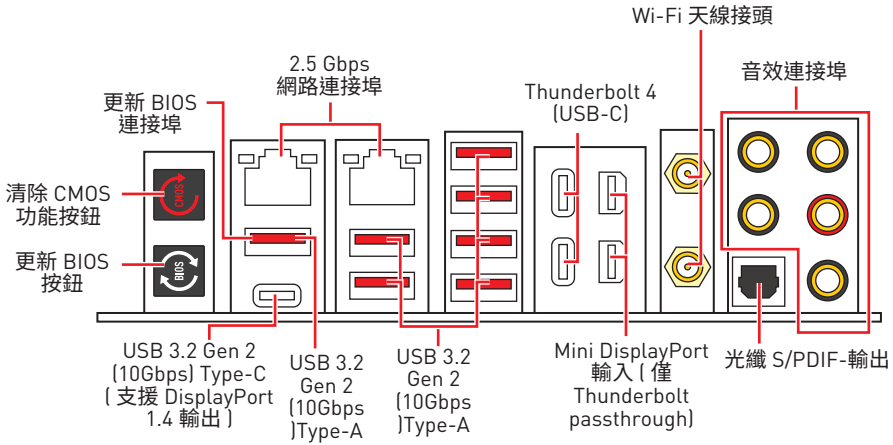 Wi-Fi 天線接頭
2.5 Gbps
網路連接埠
音效連接埠
Thunderbolt 4
(USB-C)
更新 BIOS
連接埠
清除 CMOS
功能按鈕
CMOS
更新 BIOS
按鈕
BIOS
USB 3.2 Gen 2
(10Gbps) Type-C
( 支援 DisplayPort
1.4 輸出 )
USB 3.2
Gen 2
(10Gbps
)Type-A
USB 3.2
Gen 2
(10Gbps
)Type-A
Mini DisplayPort
輸入 ( 僅
Thunderbolt
passthrough)
光纖 S/PDIF-輸出